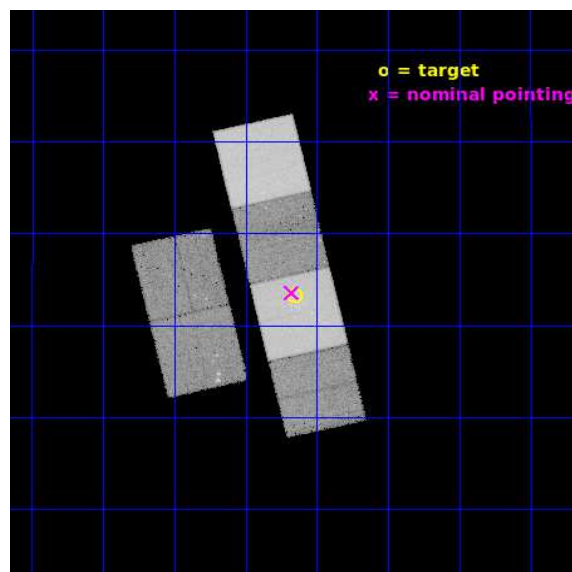 o = target
x = nominal pointing